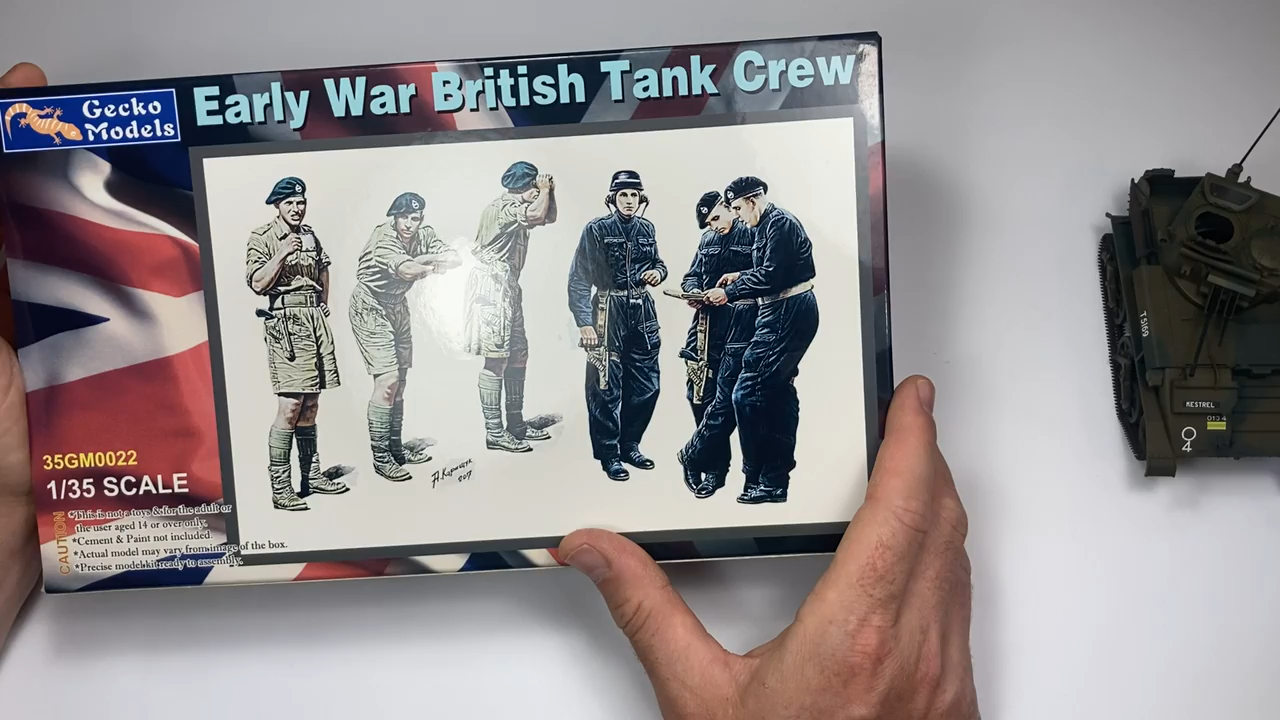 Gecko
Models
Early War British Tank Crew
35GM0022
1/35 SCALE
CAUTION
*This is not a toys & for the adult or
the user aged 14 or over only.
*Cement & Paint not included.
*Actual model may vary from image of the box.
*Precise model kit ready to assembly.
T 5169
KESTREL
♀